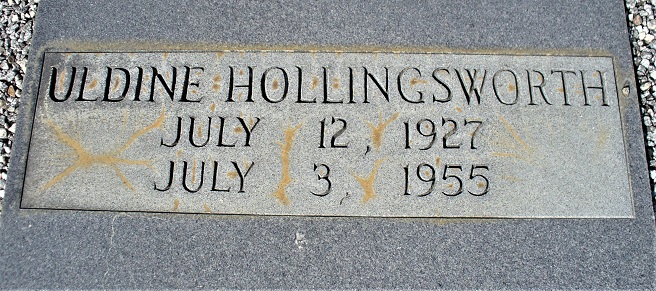 ULDINE HOLLINGSWORTH
JULY 12, 1927
JULY 3, 1955